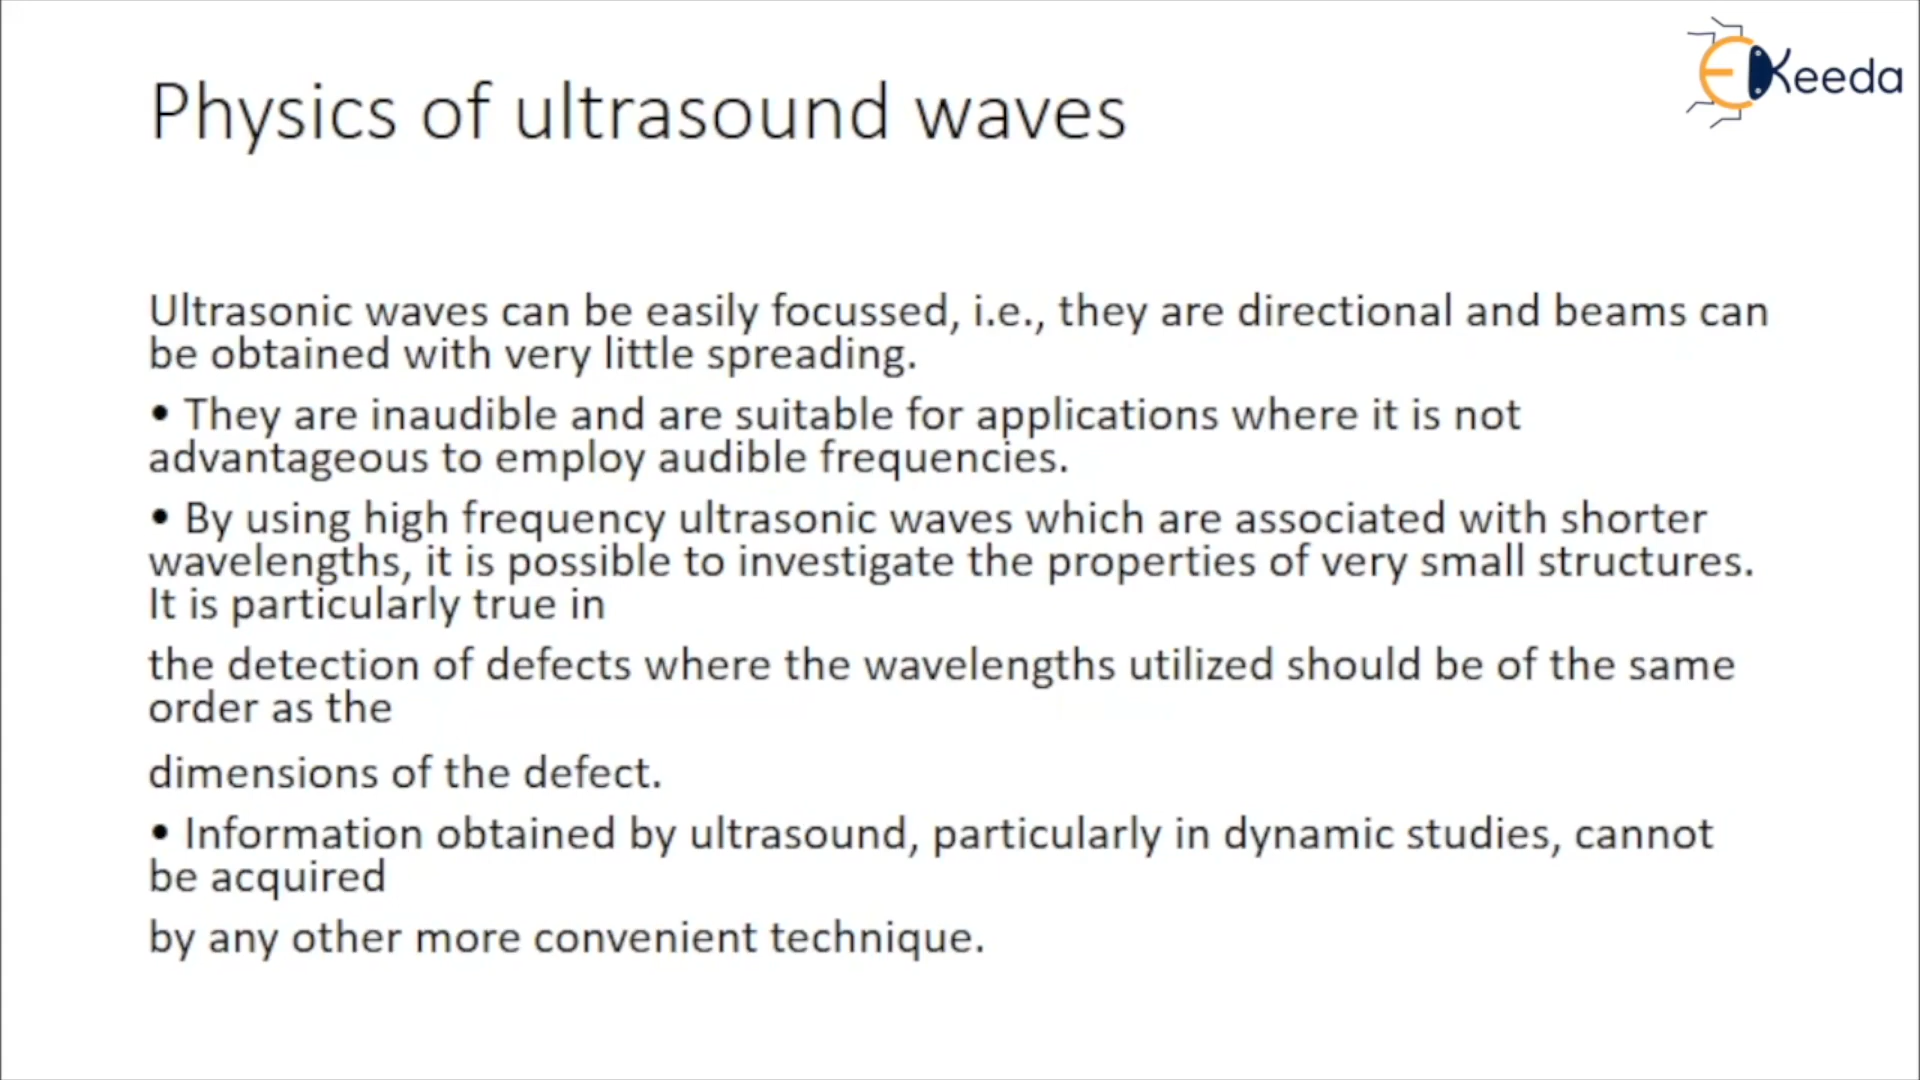 Keeda
Physics of ultrasound waves
Ultrasonic waves can be easily focussed, i.e., they are directional and beams can
be obtained with very little spreading.
• They are inaudible and are suitable for applications where it is not
advantageous to employ audible frequencies.
• By using high frequency ultrasonic waves which are associated with shorter
wavelengths, it is possible to investigate the properties of very small structures.
It is particularly true in
the detection of defects where the wavelengths utilized should be of the same
order as the
dimensions of the defect.
• Information obtained by ultrasound, particularly in dynamic studies, cannot
be acquired
by any other more convenient technique.